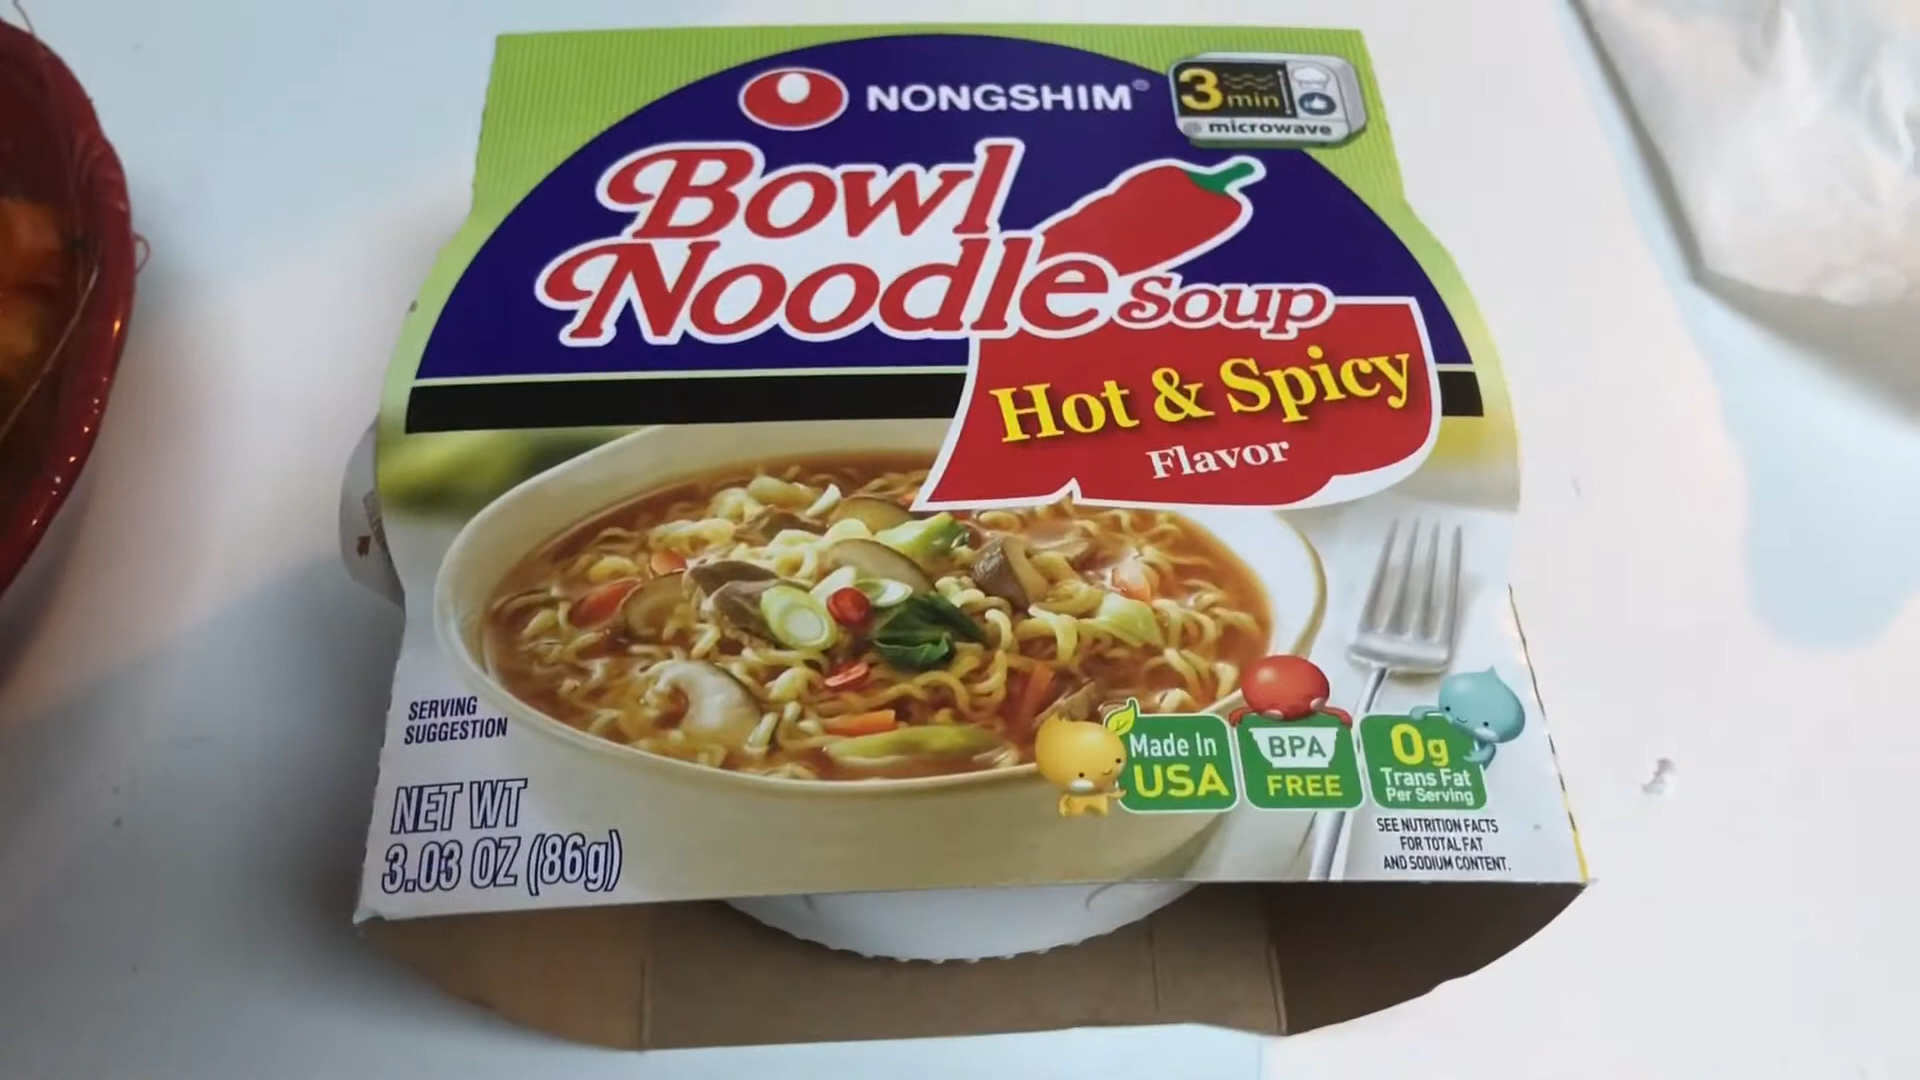 NONGSHIM®
3 min
microwave
Bowl
Noodle Soup
Hot & Spicy
Flavor
SERVING
SUGGESTION
NET WT
3.03 OZ (86g)
Made In
USA
BPA
FREE
0g
Trans Fat
Per Serving
SEE NUTRITION FACTS
FOR TOTAL FAT
AND SODIUM CONTENT.